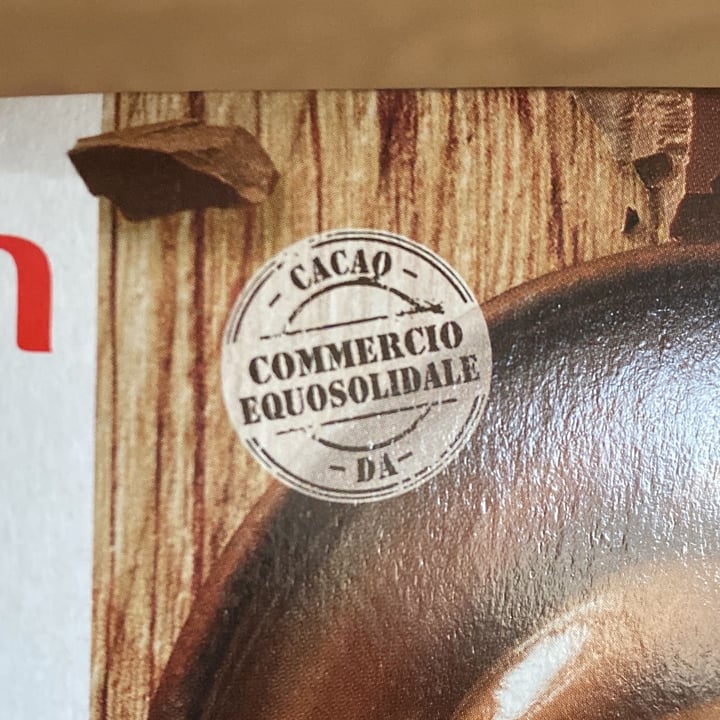 n
- CACAO -
COMMERCIO
EQUOSOLIDALE
- DA -